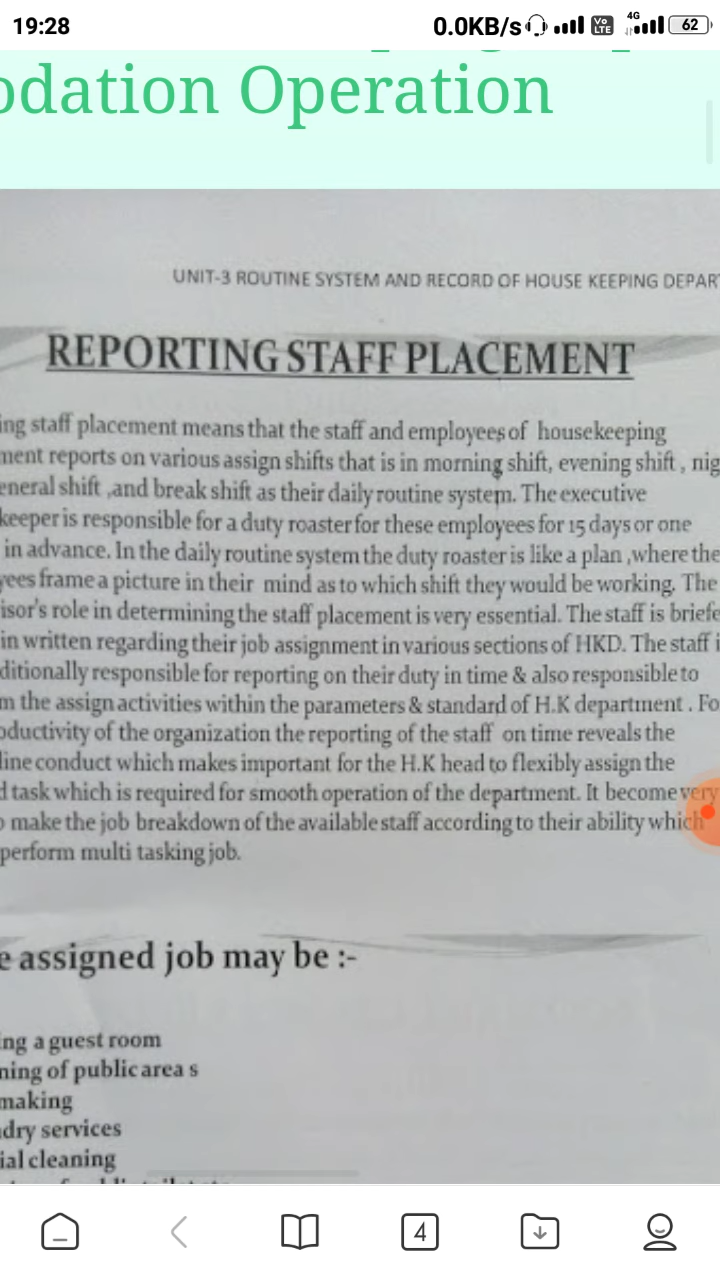 19:28 0.0KB/s Vo LTE 4G 62
odation Operation
UNIT-3 ROUTINE SYSTEM AND RECORD OF HOUSE KEEPING DEPAR
REPORTING STAFF PLACEMENT
ing staff placement means that the staff and employees of housekeeping
ment reports on various assign shifts that is in morning shift, evening shift , nig
eneral shift ,and break shift as their daily routine system. The executive
keeper is responsible for a duty roaster for these employees for 15 days or one
in advance. In the daily routine system the duty roaster is like a plan ,where the
yees frame a picture in their mind as to which shift they would be working. The
isor's role in determining the staff placement is very essential. The staff is briefe
in written regarding their job assignment in various sections of HKD. The staff i
ditionally responsible for reporting on their duty in time & also responsible to
m the assign activities within the parameters & standard of H.K department . Fo
oductivity of the organization the reporting of the staff on time reveals the
line conduct which makes important for the H.K head to flexibly assign the
d task which is required for smooth operation of the department. It become very
o make the job breakdown of the available staff according to their ability which
perform multi tasking job.
e assigned job may be :-
ing a guest room
ning of public area s
making
dry services
ial cleaning
4